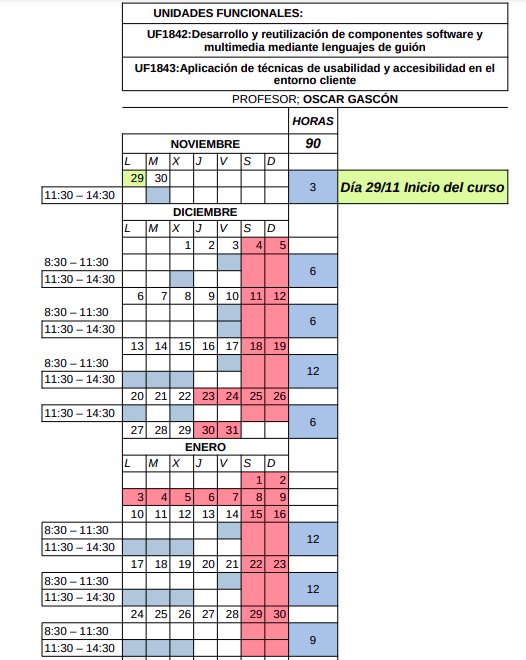 UNIDADES FUNCIONALES:
UF1842:Desarrollo y reutilización de componentes software y
multimedia mediante lenguajes de guión
UF1843:Aplicación de técnicas de usabilidad y accesibilidad en el
entorno cliente
PROFESOR; OSCAR GASCÓN
HORAS
NOVIEMBRE 90
L M X J V S D
29 30
3 Día 29/11 Inicio del curso
11:30 – 14:30
DICIEMBRE
L M X J V S D
1 2 3 4 5
8:30 – 11:30
6
11:30 – 14:30
6 7 8 9 10 11 12
8:30 – 11:30
6
11:30 – 14:30
13 14 15 16 17 18 19
8:30 – 11:30
12
11:30 – 14:30
20 21 22 23 24 25 26
11:30 – 14:30
6
27 28 29 30 31
ENERO
L M X J V S D
1 2
3 4 5 6 7 8 9
10 11 12 13 14 15 16
8:30 – 11:30
12
11:30 – 14:30
17 18 19 20 21 22 23
8:30 – 11:30
12
11:30 – 14:30
24 25 26 27 28 29 30
8:30 – 11:30
9
11:30 – 14:30